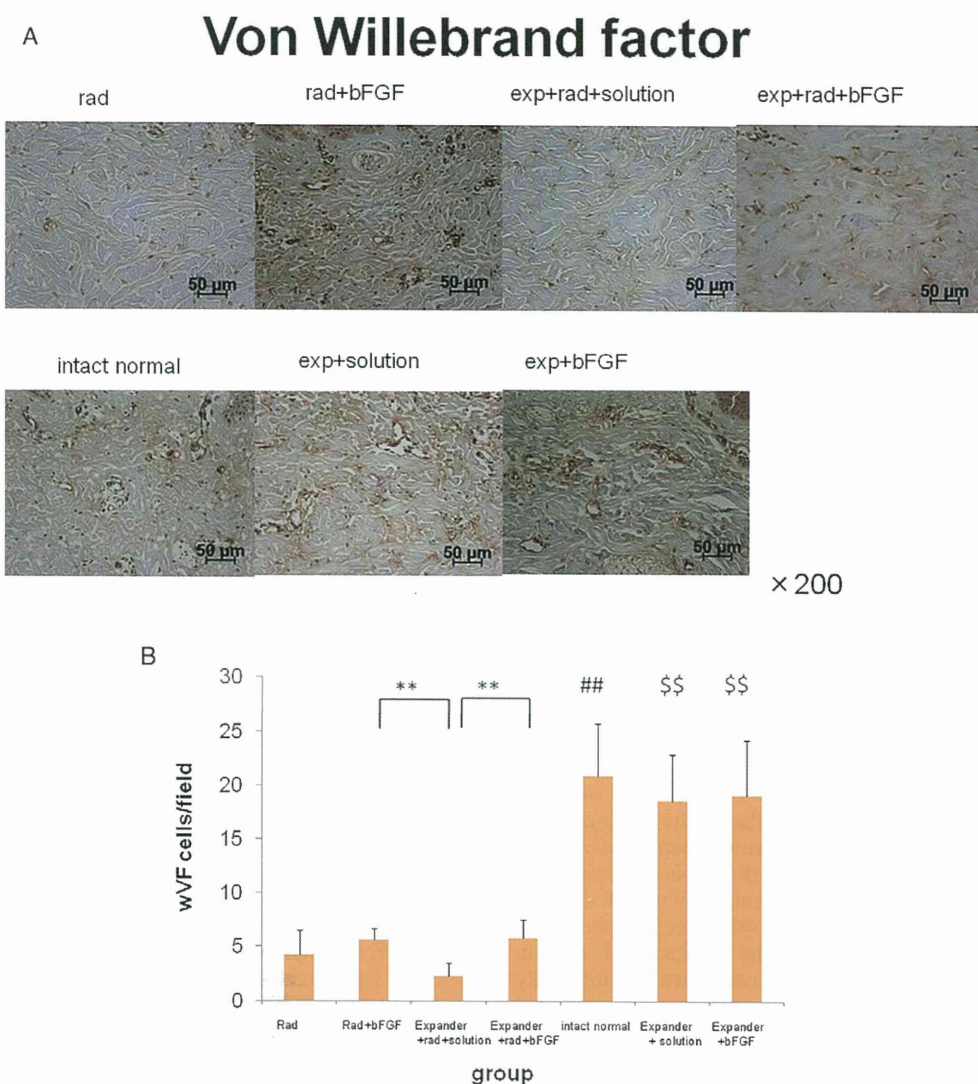 A
Von Willebrand factor
rad
rad+bFGF
exp+rad+solution
exp+rad+bFGF
50 µm
50 µm
50 µm
50 µm
intact normal
exp+solution
exp+bFGF
50 µm
50 µm
50 µm
× 200
B
wVF cells/field
30
25
20
15
10
5
0
**
**
##
$$
$$
Rad
Rad+bFGF
Expander
+rad+solution
Expander
+rad+bFGF
intact normal
Expander
+ solution
Expander
+bFGF
group